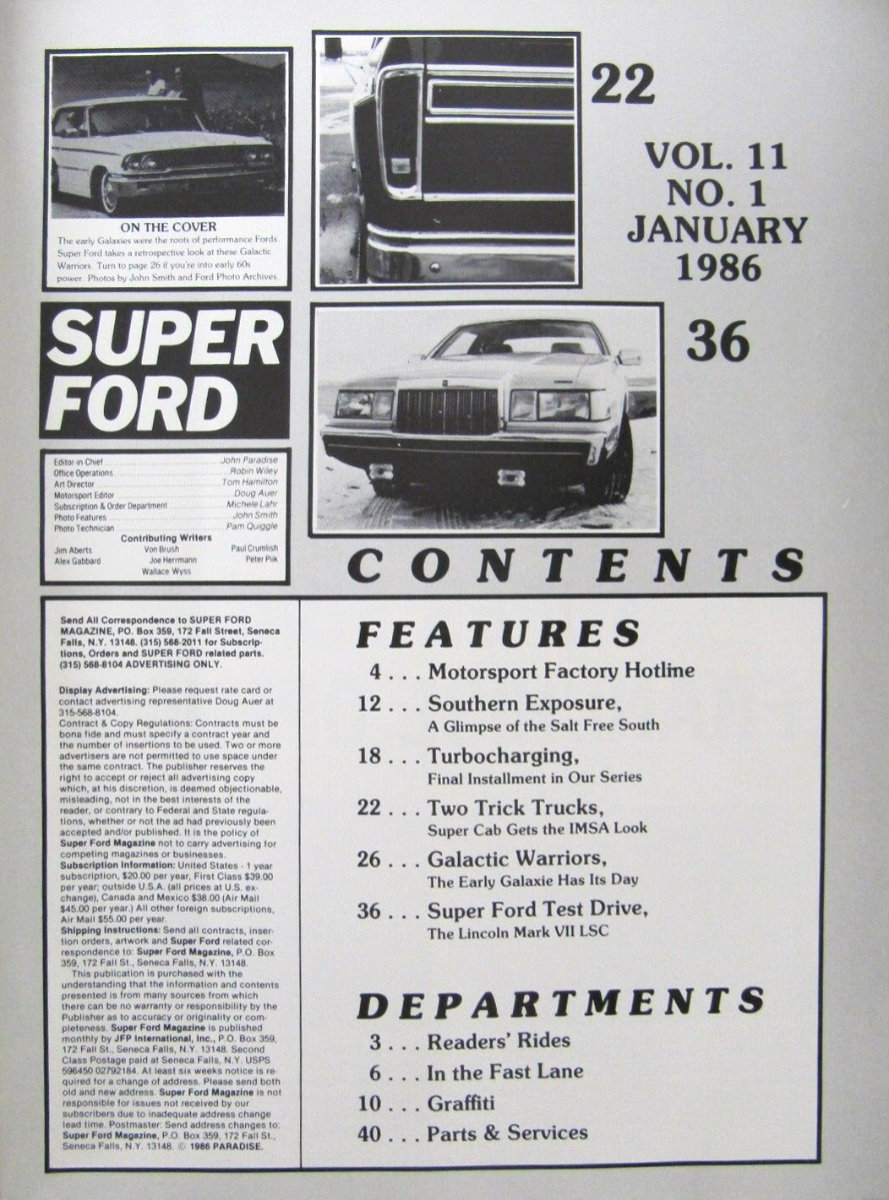 22
VOL. 11
NO. 1
JANUARY
1986
ON THE COVER
The early Galaxies were the roots of performance Fords.
Super Ford takes a retrospective look at these Galactic
Warriors. Turn to page 26 if you're into early 60s
power. Photos by John Smith and Ford Photo Archives.
SUPER
FORD
36
Editor-in Chief John Paradise
Office Operations Robin Wiley
Art Director Tom Hamilton
Motorsport Editor Doug Auer
Subscription & Order Department Michele Lahr
Photo Features John Smith
Photo Technician Pam Quiggle
Contributing Writers
Jim Aberts Von Brush Paul Crumlish
Alex Gabbard Joe Herrmann Peter Piik
Wallace Wyss
CONTENTS
Send All Correspondence to SUPER FORD
MAGAZINE, PO. Box 359, 172 Fall Street, Seneca
Falls, N.Y. 13148. (315) 568-2011 for Subscrip-
tions, Orders and SUPER FORD related parts.
(315) 568-8104 ADVERTISING ONLY.
Display Advertising: Please request rate card or
contact advertising representative Doug Auer at
315-568-8104.
Contract & Copy Regulations: Contracts must be
bona fide and must specify a contract year and
the number of insertions to be used. Two or more
advertisers are not permitted to use space under
the same contract. The publisher reserves the
right to accept or reject all advertising copy
which, at his discretion, is deemed objectionable,
misleading, not in the best interests of the
reader, or contrary to Federal and State regula-
tions, whether or not the ad had previously been
accepted and/or published. It is the policy of
Super Ford Magazine not to carry advertising for
competing magazines or businesses.
Subscription Information: United States - 1 year
subscription, $20.00 per year, First Class $39.00
per year; outside U.S.A. (all prices at U.S. ex-
change), Canada and Mexico $38.00 (Air Mail
$45.00 per year.) All other foreign subscriptions,
Air Mail $55.00 per year.
Shipping Instructions: Send all contracts, inser-
tion orders, artwork and Super Ford related cor-
respondence to: Super Ford Magazine, P.O. Box
359, 172 Fall St., Seneca Falls, N.Y. 13148.
This publication is purchased with the
understanding that the information and contents
presented is from many sources from which
there can be no warranty or responsibility by the
Publisher as to accuracy or originality or com-
pleteness. Super Ford Magazine is published
monthly by JFP International, Inc., P.O. Box 359,
172 Fall St., Seneca Falls, N.Y. 13148. Second
Class Postage paid at Seneca Falls, N.Y. USPS
596450 02792184. At least six weeks notice is re-
quired for a change of address. Please send both
old and new address. Super Ford Magazine is not
responsible for issues not received by our
subscribers due to inadequate address change
lead time. Postmaster: Send address changes to:
Super Ford Magazine, P.O. Box 359, 172 Fall St.,
Seneca Falls, N.Y. 13148. © 1986 PARADISE.
FEATURES
4 . . . Motorsport Factory Hotline
12 . . . Southern Exposure,
A Glimpse of the Salt Free South
18 . . . Turbocharging,
Final Installment in Our Series
22 . . . Two Trick Trucks,
Super Cab Gets the IMSA Look
26 . . . Galactic Warriors,
The Early Galaxie Has Its Day
36 . . . Super Ford Test Drive,
The Lincoln Mark VII LSC
DEPARTMENTS
3 . . . Readers' Rides
6 . . . In the Fast Lane
10 . . . Graffiti
40 . . . Parts & Services